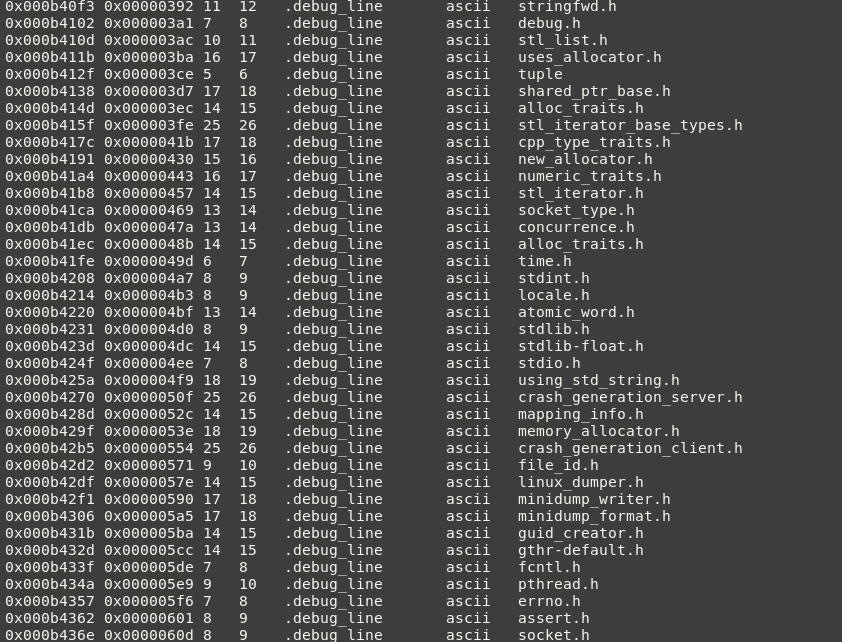 0x000b40f3 0x00000392 11 12 .debug_line ascii stringfwd.h
0x000b4102 0x000003a1 7 8 .debug_line ascii debug.h
0x000b410d 0x000003ac 10 11 .debug_line ascii stl_list.h
0x000b411b 0x000003ba 16 17 .debug_line ascii uses_allocator.h
0x000b412f 0x000003ce 5 6 .debug_line ascii tuple
0x000b4138 0x000003d7 17 18 .debug_line ascii shared_ptr_base.h
0x000b414d 0x000003ec 14 15 .debug_line ascii alloc_traits.h
0x000b415f 0x000003fe 25 26 .debug_line ascii stl_iterator_base_types.h
0x000b417c 0x0000041b 17 18 .debug_line ascii cpp_type_traits.h
0x000b4191 0x00000430 15 16 .debug_line ascii new_allocator.h
0x000b41a4 0x00000443 16 17 .debug_line ascii numeric_traits.h
0x000b41b8 0x00000457 14 15 .debug_line ascii stl_iterator.h
0x000b41ca 0x00000469 13 14 .debug_line ascii socket_type.h
0x000b41db 0x0000047a 13 14 .debug_line ascii concurrence.h
0x000b41ec 0x0000048b 14 15 .debug_line ascii alloc_traits.h
0x000b41fe 0x0000049d 6 7 .debug_line ascii time.h
0x000b4208 0x000004a7 8 9 .debug_line ascii stdint.h
0x000b4214 0x000004b3 8 9 .debug_line ascii locale.h
0x000b4220 0x000004bf 13 14 .debug_line ascii atomic_word.h
0x000b4231 0x000004d0 8 9 .debug_line ascii stdlib.h
0x000b423d 0x000004dc 14 15 .debug_line ascii stdlib-float.h
0x000b424f 0x000004ee 7 8 .debug_line ascii stdio.h
0x000b425a 0x000004f9 18 19 .debug_line ascii using_std_string.h
0x000b4270 0x0000050f 25 26 .debug_line ascii crash_generation_server.h
0x000b428d 0x0000052c 14 15 .debug_line ascii mapping_info.h
0x000b429f 0x0000053e 18 19 .debug_line ascii memory_allocator.h
0x000b42b5 0x00000554 25 26 .debug_line ascii crash_generation_client.h
0x000b42d2 0x00000571 9 10 .debug_line ascii file_id.h
0x000b42df 0x0000057e 14 15 .debug_line ascii linux_dumper.h
0x000b42f1 0x00000590 17 18 .debug_line ascii minidump_writer.h
0x000b4306 0x000005a5 17 18 .debug_line ascii minidump_format.h
0x000b431b 0x000005ba 14 15 .debug_line ascii guid_creator.h
0x000b432d 0x000005cc 14 15 .debug_line ascii gthr-default.h
0x000b433f 0x000005de 7 8 .debug_line ascii fcntl.h
0x000b434a 0x000005e9 9 10 .debug_line ascii pthread.h
0x000b4357 0x000005f6 7 8 .debug_line ascii errno.h
0x000b4362 0x00000601 8 9 .debug_line ascii assert.h
0x000b436e 0x0000060d 8 9 .debug_line ascii socket.h